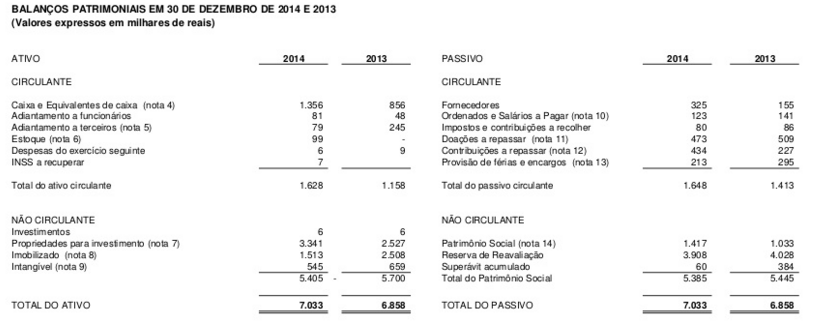 BALANÇOS PATRIMONIAIS EM 30 DE DEZEMBRO DE 2014 E 2013
(Valores expressos em milhares de reais)
ATIVO 2014 2013 PASSIVO 2014 2013
CIRCULANTE CIRCULANTE
Caixa e Equivalentes de caixa (nota 4) 1.356 856 Fornecedores 325 155
Adiantamento a funcionários 81 48 Ordenados e Salários a Pagar (nota 10) 123 141
Adiantamento a terceiros (nota 5) 79 245 Impostos e contribuições a recolher 80 86
Estoque (nota 6) 99 - Doações a repassar (nota 11) 473 509
Despesas do exercício seguinte 6 9 Contribuições a repassar (nota 12) 434 227
INSS a recuperar 7 Provisão de férias e encargos (nota 13) 213 295
Total do ativo circulante 1.628 1.158 Total do passivo circulante 1.648 1.413
NÃO CIRCULANTE NÃO CIRCULANTE
Investimentos 6 6
Propriedades para investimento (nota 7) 3.341 2.527 Patrimônio Social (nota 14) 1.417 1.033
Imobilizado (nota 8) 1.513 2.508 Reserva de Reavaliação 3.908 4.028
Intangível (nota 9) 545 659 Superávit acumulado 60 384
5.405 - 5.700 Total do Patrimônio Social 5.385 5.445
TOTAL DO ATIVO 7.033 6.858 TOTAL DO PASSIVO 7.033 6.858